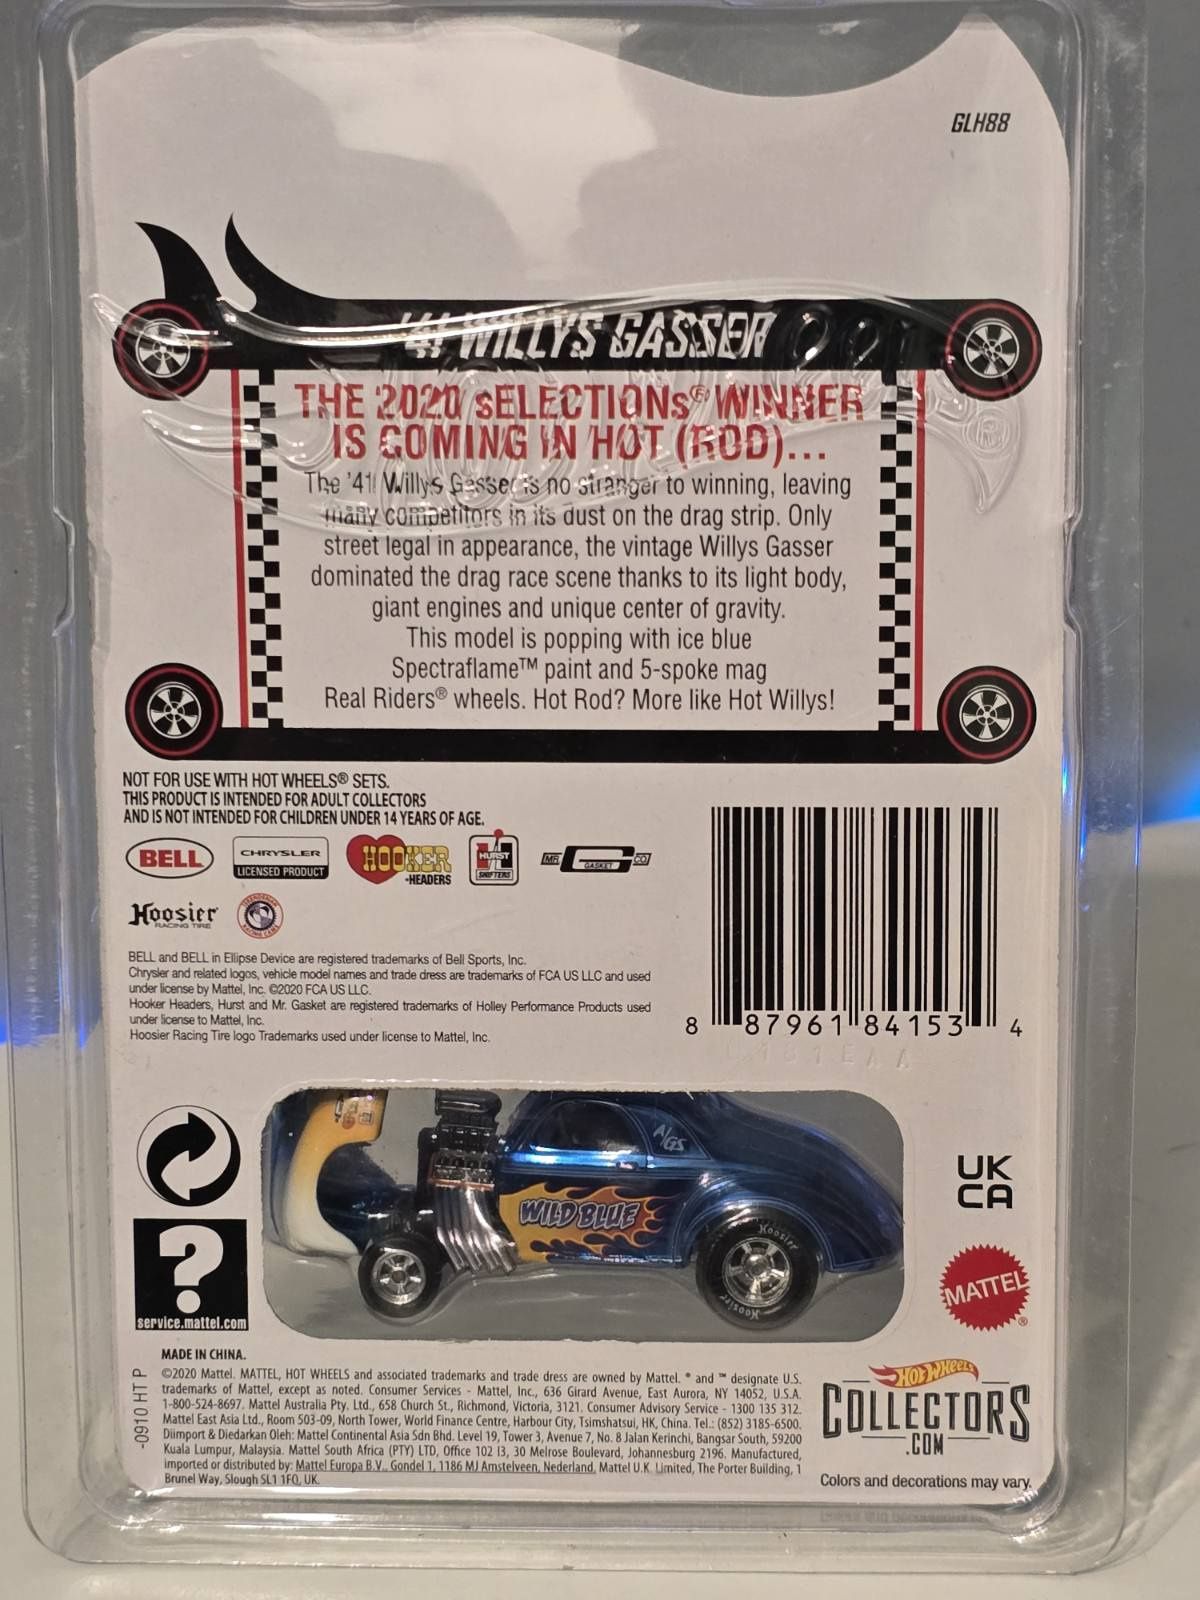 GLH88
'41 WILLYS GASSER
THE 2020 sELECTIONs® WINNER
IS COMING IN HOT (ROD)...
The '41 Willys Gasser is no stranger to winning, leaving
many competitors in its dust on the drag strip. Only
street legal in appearance, the vintage Willys Gasser
dominated the drag race scene thanks to its light body,
giant engines and unique center of gravity.
This model is popping with ice blue
Spectraflame™ paint and 5-spoke mag
Real Riders® wheels. Hot Rod? More like Hot Willys!
NOT FOR USE WITH HOT WHEELS® SETS.
THIS PRODUCT IS INTENDED FOR ADULT COLLECTORS
AND IS NOT INTENDED FOR CHILDREN UNDER 14 YEARS OF AGE.
BELL
CHRYSLER
LICENSED PRODUCT
HOOKER
HEADERS
HURST
SHIFTERS
MR. GASKET CO
Hoosier
RACING TIRE
BELL and BELL in Ellipse Device are registered trademarks of Bell Sports, Inc.
Chrysler and related logos, vehicle model names and trade dress are trademarks of FCA US LLC and used
under license by Mattel, Inc. ©2020 FCA US LLC.
Hooker Headers, Hurst and Mr. Gasket are registered trademarks of Holley Performance Products used
under license to Mattel, Inc.
Hoosier Racing Tire logo Trademarks used under license to Mattel, Inc.
8 87961 84153 4
A/GS
WILD BLUE
Hoosier
Hoosier
?
service.mattel.com
UK
CA
MATTEL®
MADE IN CHINA.
©2020 Mattel. MATTEL, HOT WHEELS and associated trademarks and trade dress are owned by Mattel. ® and ™ designate U.S.
trademarks of Mattel, except as noted. Consumer Services - Mattel, Inc., 636 Girard Avenue, East Aurora, NY 14052, U.S.A.
1-800-524-8697. Mattel Australia Pty. Ltd., 658 Church St., Richmond, Victoria, 3121. Consumer Advisory Service - 1300 135 312.
Mattel East Asia Ltd., Room 503-09, North Tower, World Finance Centre, Harbour City, Tsimshatsui, HK, China. Tel.: (852) 3185-6500.
Diimport & Diedarkan Oleh: Mattel Continental Asia Sdn Bhd. Level 19, Tower 3, Avenue 7, No. 8 Jalan Kerinchi, Bangsar South, 59200
Kuala Lumpur, Malaysia. Mattel South Africa (PTY) LTD, Office 102 I3, 30 Melrose Boulevard, Johannesburg 2196. Manufactured,
imported or distributed by: Mattel Europa B.V., Gondel 1, 1186 MJ Amstelveen, Nederland. Mattel U.K. Limited, The Porter Building, 1
Brunel Way, Slough SL1 1FQ, UK.
-0910 HT P
HOT WHEELS
COLLECTORS
.COM
Colors and decorations may vary.